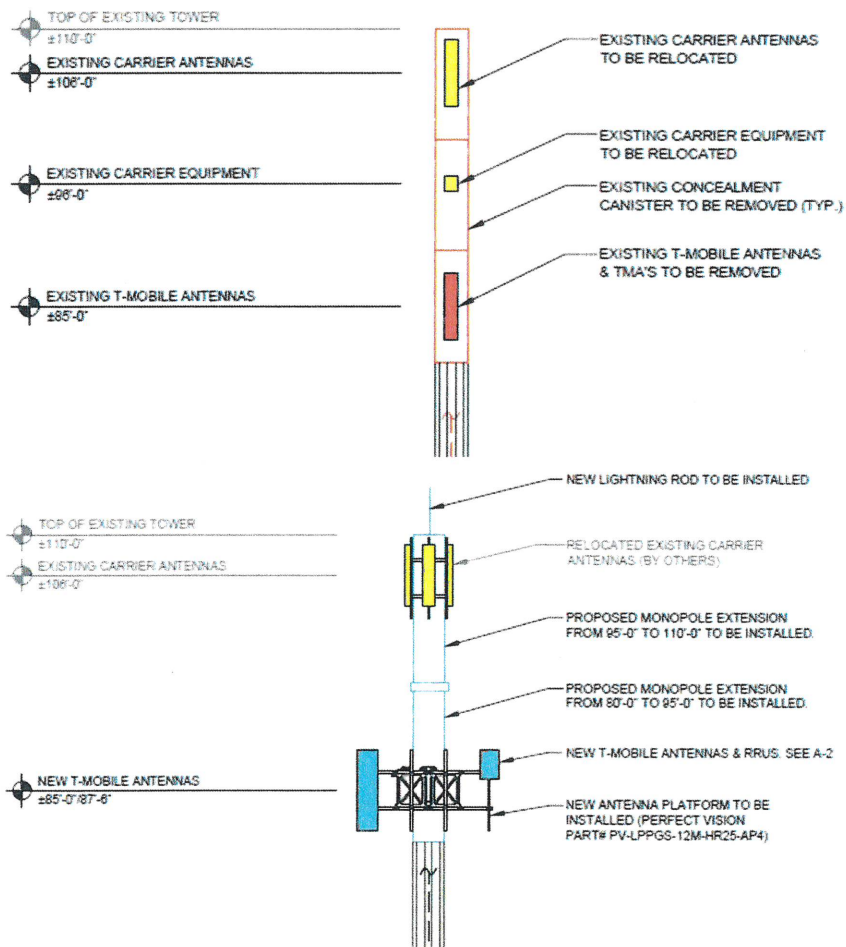 TOP OF EXISTING TOWER
±110'-0"
EXISTING CARRIER ANTENNAS
±106'-0"
EXISTING CARRIER EQUIPMENT
±96'-0"
EXISTING T-MOBILE ANTENNAS
±85'-0"
EXISTING CARRIER ANTENNAS
TO BE RELOCATED
EXISTING CARRIER EQUIPMENT
TO BE RELOCATED
EXISTING CONCEALMENT
CANISTER TO BE REMOVED (TYP.)
EXISTING T-MOBILE ANTENNAS
& TMA'S TO BE REMOVED
TOP OF EXISTING TOWER
±110'-0"
EXISTING CARRIER ANTENNAS
±106'-0"
NEW T-MOBILE ANTENNAS
±85'-0"/87'-6"
NEW LIGHTNING ROD TO BE INSTALLED
RELOCATED EXISTING CARRIER
ANTENNAS (BY OTHERS)
PROPOSED MONOPOLE EXTENSION
FROM 95'-0" TO 110'-0" TO BE INSTALLED.
PROPOSED MONOPOLE EXTENSION
FROM 80'-0" TO 95'-0" TO BE INSTALLED.
NEW T-MOBILE ANTENNAS & RRUS. SEE A-2
NEW ANTENNA PLATFORM TO BE
INSTALLED (PERFECT VISION
PART# PV-LPPGS-12M-HR25-AP4)